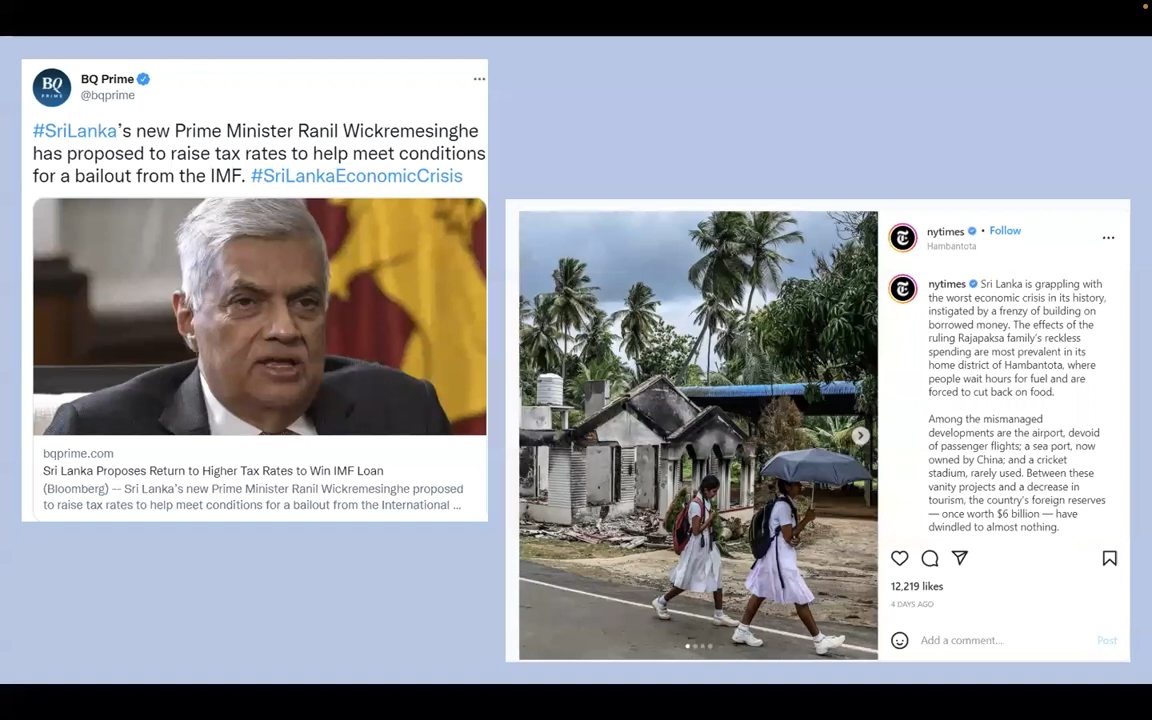 BQ Prime
@bqprime
#SriLanka's new Prime Minister Ranil Wickremesinghe
has proposed to raise tax rates to help meet conditions
for a bailout from the IMF. #SriLankaEconomicCrisis
bqprime.com
Sri Lanka Proposes Return to Higher Tax Rates to Win IMF Loan
(Bloomberg) -- Sri Lanka's new Prime Minister Ranil Wickremesinghe proposed
to raise tax rates to help meet conditions for a bailout from the International ...
BQ
PRIME
nytimes • Follow
Hambantota
nytimes Sri Lanka is grappling with
the worst economic crisis in its history,
instigated by a frenzy of building on
borrowed money. The effects of the
ruling Rajapaksa family's reckless
spending are most prevalent in its
home district of Hambantota, where
people wait hours for fuel and are
forced to cut back on food.
Among the mismanaged
developments are the airport, devoid
of passenger flights; a sea port, now
owned by China; and a cricket
stadium, rarely used. Between these
vanity projects and a decrease in
tourism, the country's foreign reserves
— once worth $6 billion — have
dwindled to almost nothing.
12,219 likes
4 DAYS AGO
Add a comment... Post